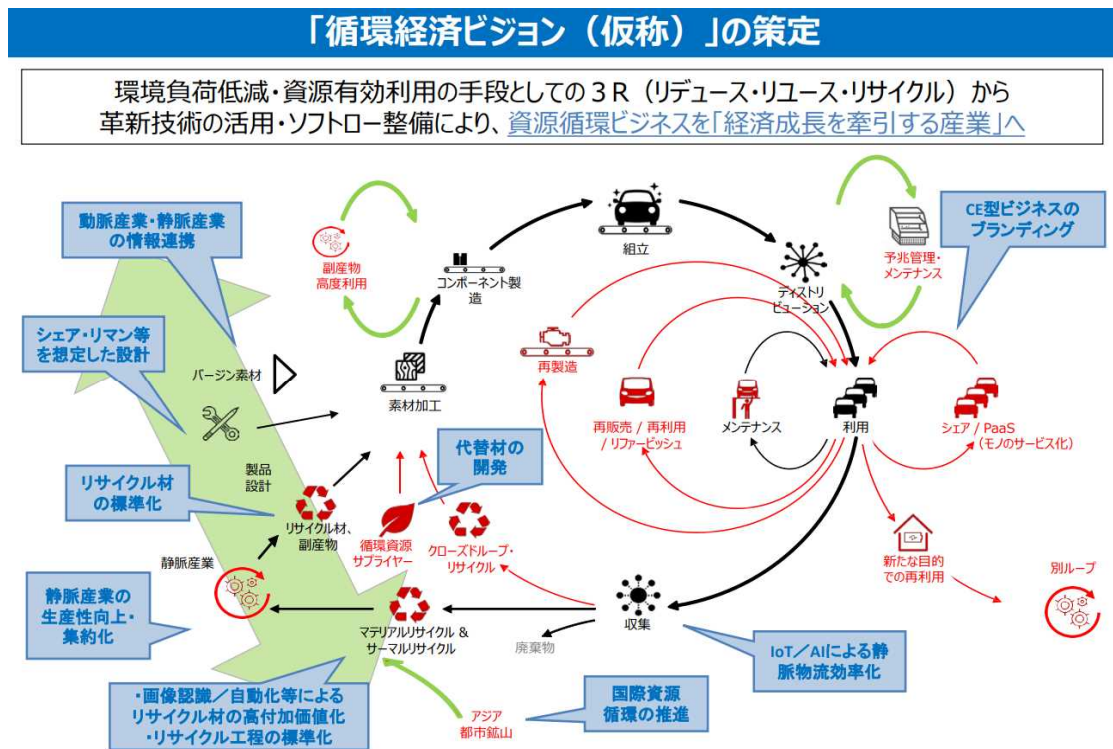 「循環経済ビジョン（仮称）」の策定
環境負荷低減・資源有効利用の手段としての３Ｒ（リデュース・リユース・リサイクル）から
革新技術の活用・ソフトロー整備により、資源循環ビジネスを「経済成長を牽引する産業」へ
動脈産業・静脈産業
の情報連携
副産物
高度利用
コンポーネント製
造
組立
ディストリ
ビューション
予兆管理・
メンテナンス
CE型ビジネスの
ブランディング
シェア・リマン等
を想定した設計
バージン素材
素材加工
再製造
再販売 / 再利用
/ リファービッシュ
メンテナンス
利用
シェア / PaaS
（モノのサービス化）
製品
設計
代替材の
開発
リサイクル材
の標準化
リサイクル材、
副産物
循環資源
サプライヤー
クローズドループ・
リサイクル
新たな目的
での再利用
別ループ
静脈産業
静脈産業の
生産性向上・
集約化
マテリアルリサイクル &
サーマルリサイクル
廃棄物
収集
IoT／AIによる静
脈物流効率化
・画像認識／自動化等による
リサイクル材の高付加価値化
・リサイクル工程の標準化
アジア
都市鉱山
国際資源
循環の推進